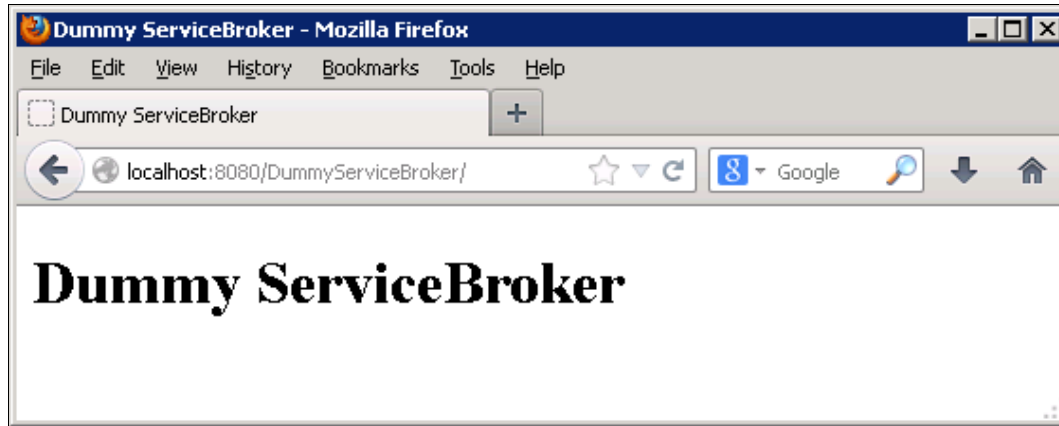 Dummy ServiceBroker - Mozilla Firefox
File Edit View History Bookmarks Tools Help
Dummy ServiceBroker +
localhost:8080/DummyServiceBroker/ 8 Google
Dummy ServiceBroker